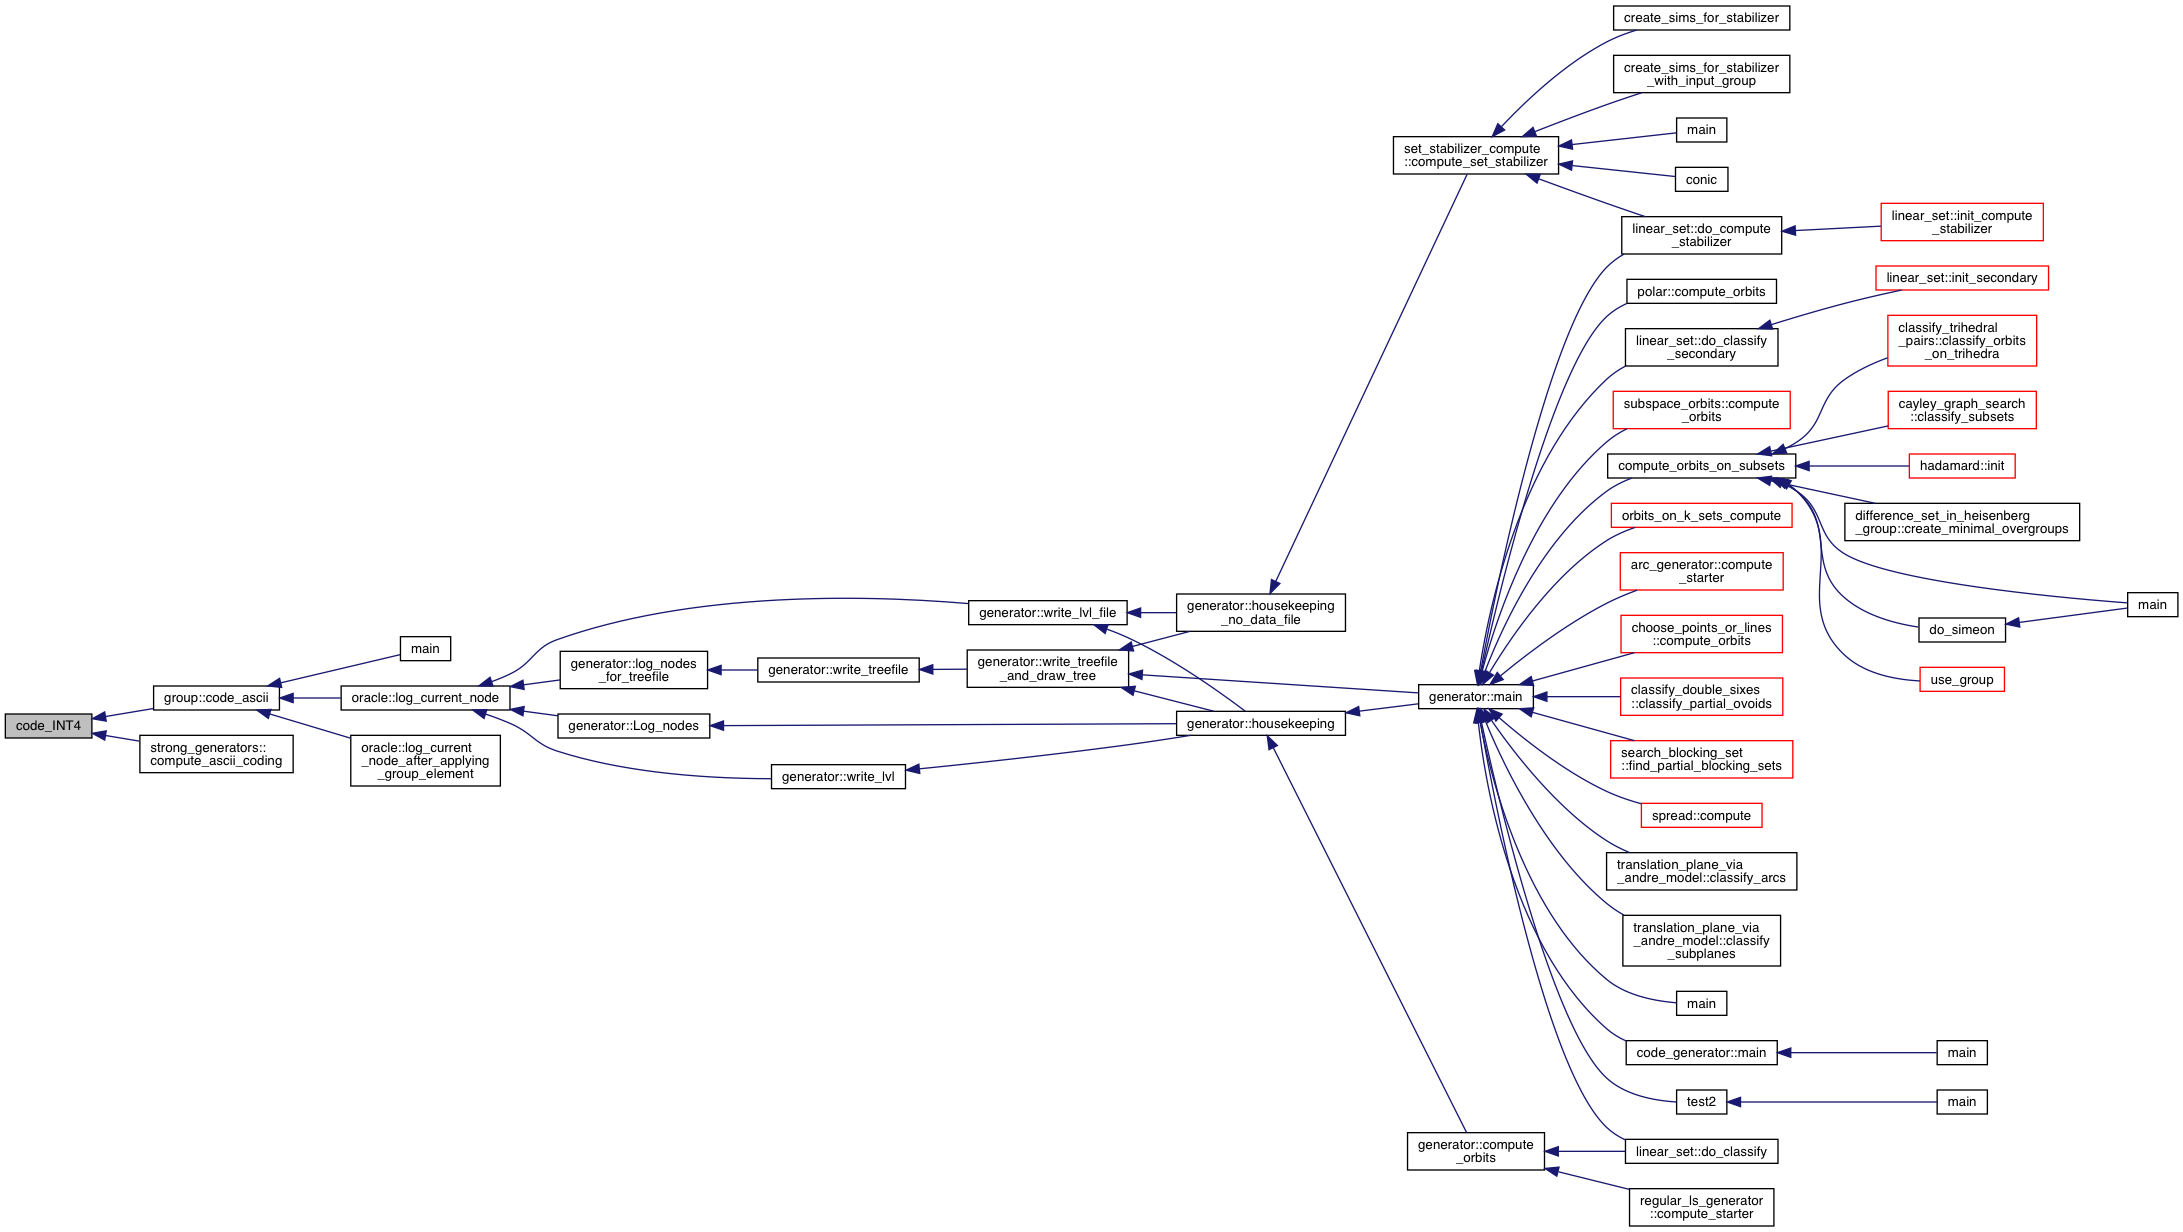 code_INT4
group::code_ascii
strong_generators::
compute_ascii_coding
main
oracle::log_current_node
oracle::log_current
_node_after_applying
_group_element
generator::log_nodes
_for_treefile
generator::Log_nodes
generator::write_treefile
generator::write_lvl
generator::write_lvl_file
generator::write_treefile
_and_draw_tree
generator::housekeeping
_no_data_file
generator::housekeeping
set_stabilizer_compute
::compute_set_stabilizer
generator::main
generator::compute
_orbits
create_sims_for_stabilizer
create_sims_for_stabilizer
_with_input_group
main
conic
linear_set::do_compute
_stabilizer
polar::compute_orbits
linear_set::do_classify
_secondary
subspace_orbits::compute
_orbits
compute_orbits_on_subsets
orbits_on_k_sets_compute
arc_generator::compute
_starter
choose_points_or_lines
::compute_orbits
classify_double_sixes
::classify_partial_ovoids
search_blocking_set
::find_partial_blocking_sets
spread::compute
translation_plane_via
_andre_model::classify_arcs
translation_plane_via
_andre_model::classify
_subplanes
main
code_generator::main
test2
linear_set::do_classify
regular_ls_generator
::compute_starter
linear_set::init_compute
_stabilizer
linear_set::init_secondary
classify_trihedral
_pairs::classify_orbits
_on_trihedra
cayley_graph_search
::classify_subsets
hadamard::init
difference_set_in_heisenberg
_group::create_minimal_overgroups
do_simeon
use_group
main
main
main